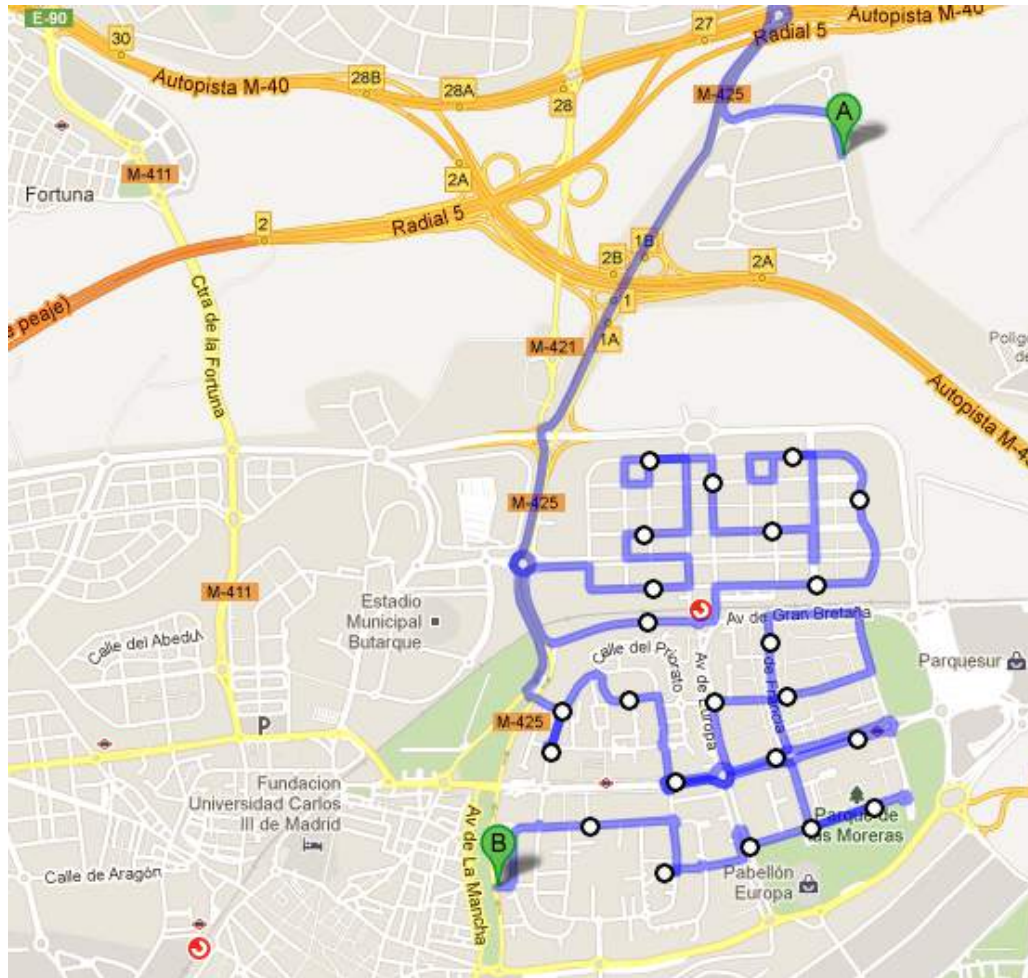 E-90
30
Autopista M-40
28B
28A
28
27
Autopista M-40
Radial 5
M-425
A
M-411
Fortuna
2A
2
Radial 5
1B
2B
2A
1
1A
e peaje)
Ctra de la Fortuna
M-421
Polig
de
Autopista M-4
M-425
M-411
Estadio
Municipal
Butarque
Calle del Abedul
Av de Gran Bretaña
Calle del Priorato
Av de Europa
de Francia
Parquesur
M-425
P
Fundacion
Universidad Carlos
III de Madrid
Av de La Mancha
B
Parque de
las Moreras
Pabellón
Europa
Calle de Aragón